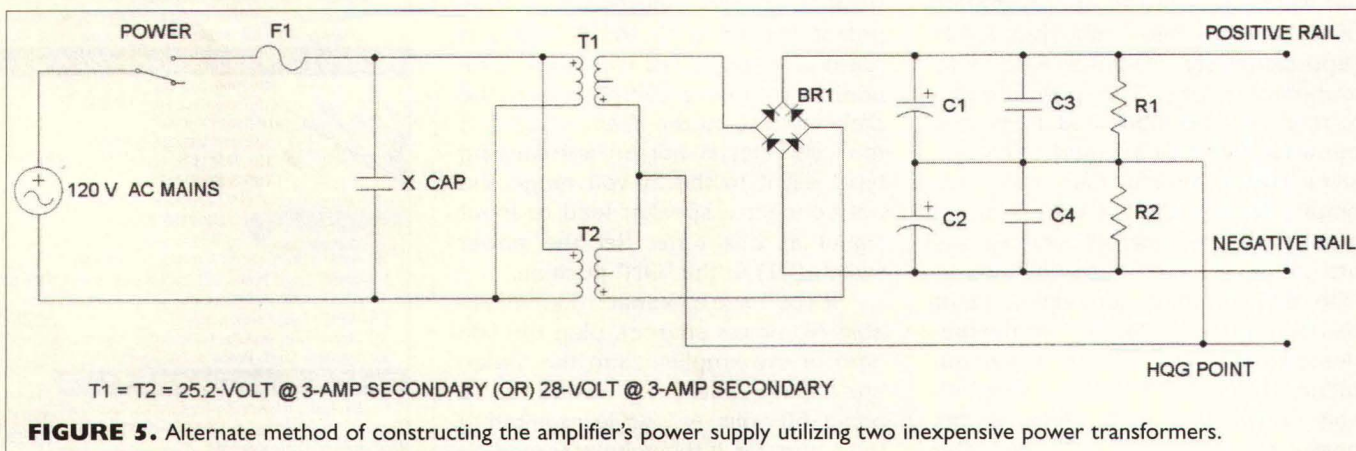 POWER
F1
T1
POSITIVE RAIL
BR1
C1
C3
R1
120 V AC MAINS
X CAP
T2
C2
C4
R2
NEGATIVE RAIL
HQG POINT
T1 = T2 = 25.2-VOLT @ 3-AMP SECONDARY (OR) 28-VOLT @ 3-AMP SECONDARY
FIGURE 5. Alternate method of constructing the amplifier's power supply utilizing two inexpensive power transformers.